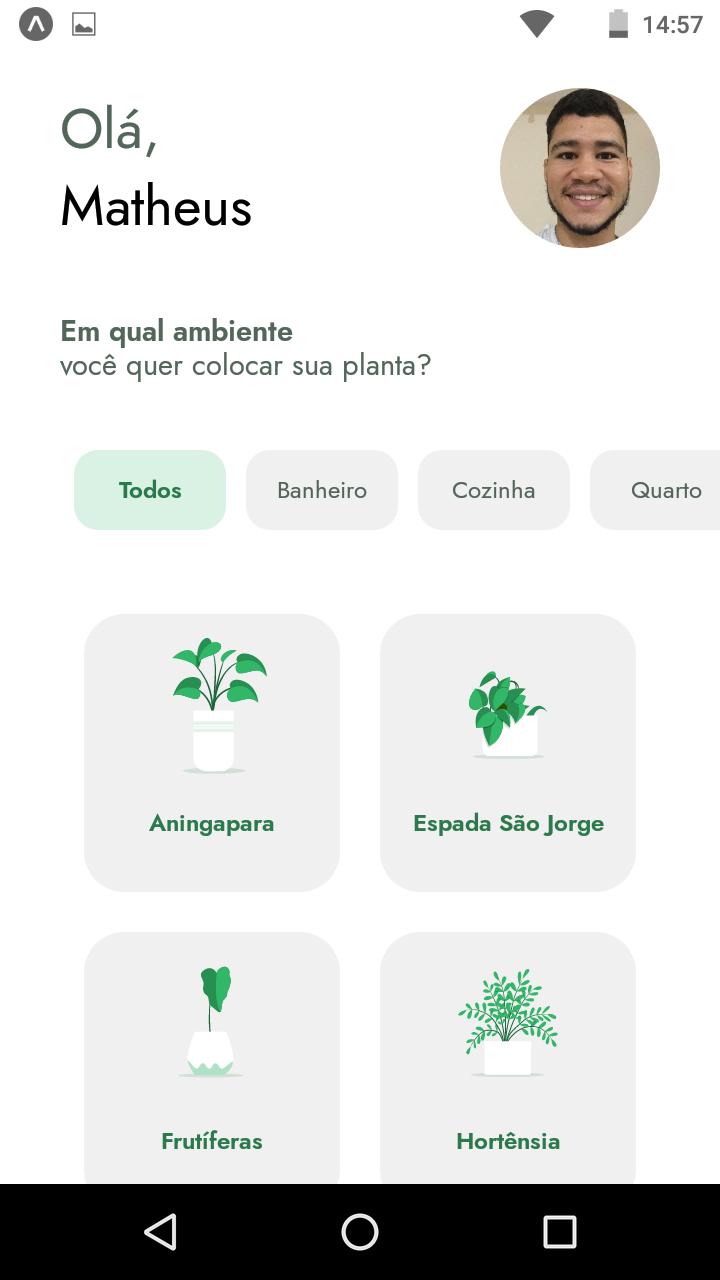 14:57
Olá,
Matheus
Em qual ambiente
você quer colocar sua planta?
Todos
Banheiro
Cozinha
Quarto
Aningapara
Espada São Jorge
Frutíferas
Hortênsia